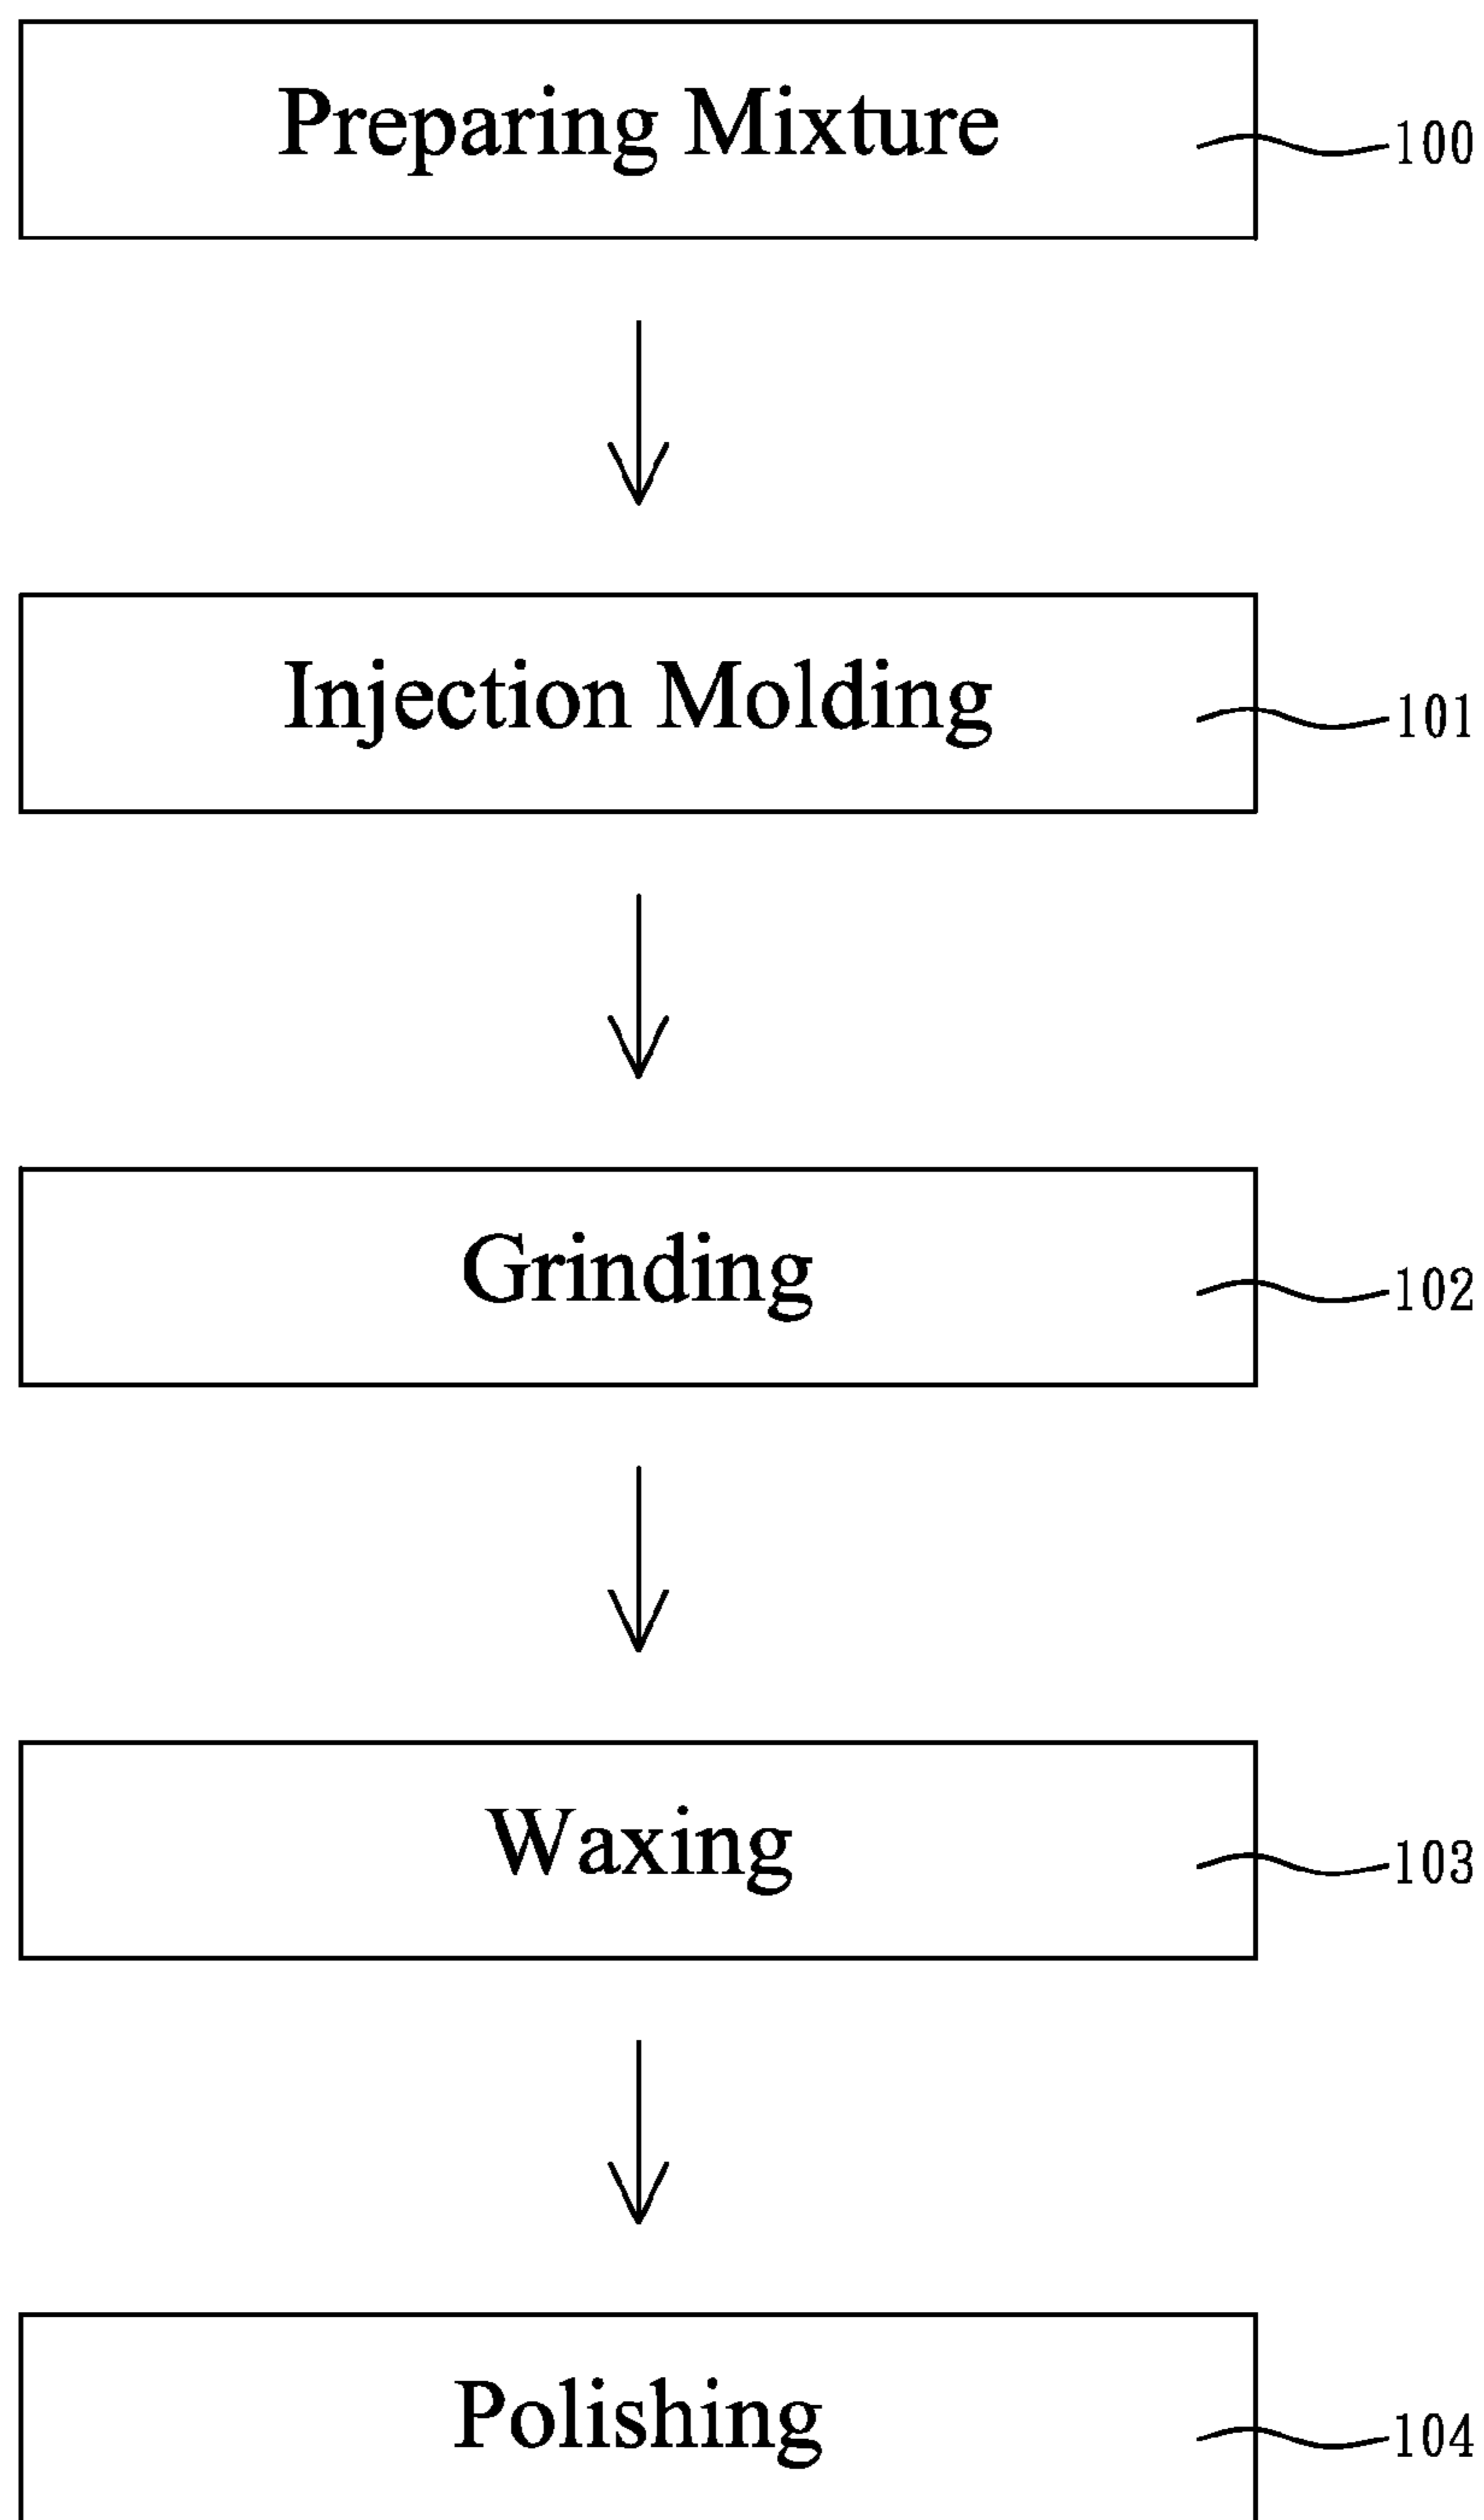 Preparing Mixture 100
Injection Molding 101
Grinding 102
Waxing 103
Polishing 104